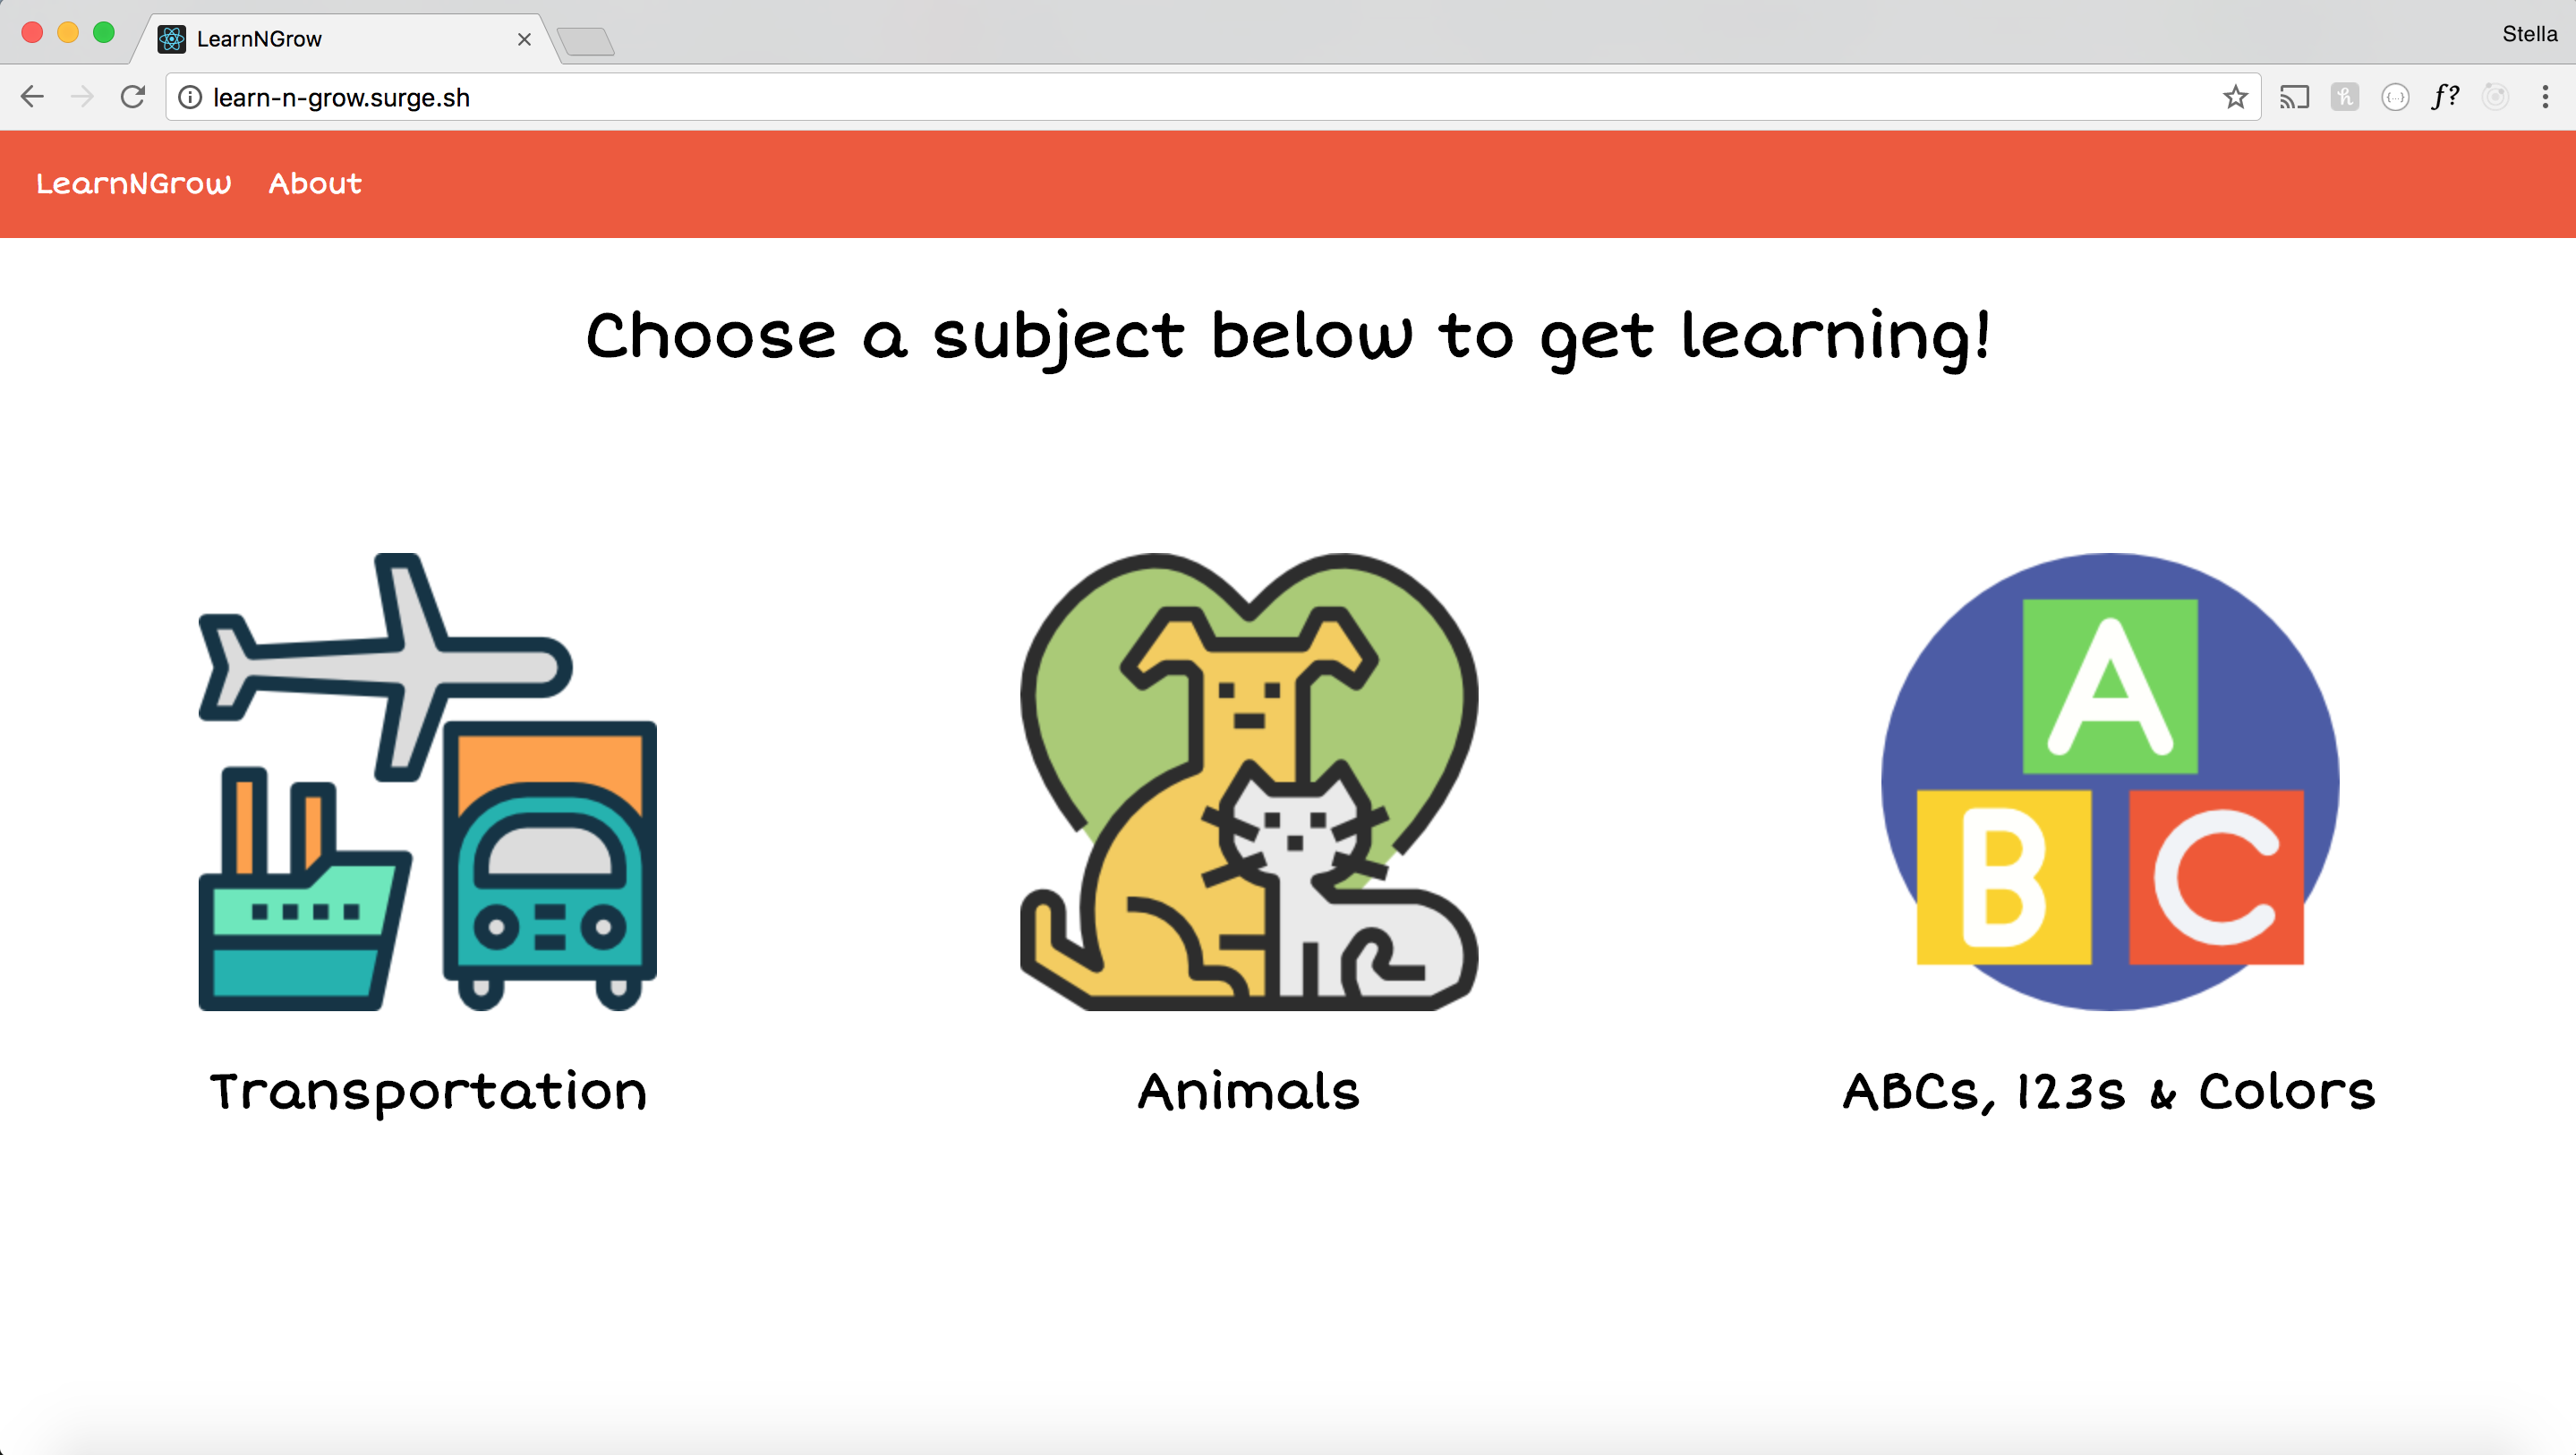 LearnNGrow
Stella
learn-n-grow.surge.sh
h
{...}
f?
LearnNGrow About
Choose a subject below to get learning!
A
B C
Transportation
Animals
ABCs, 123s & Colors